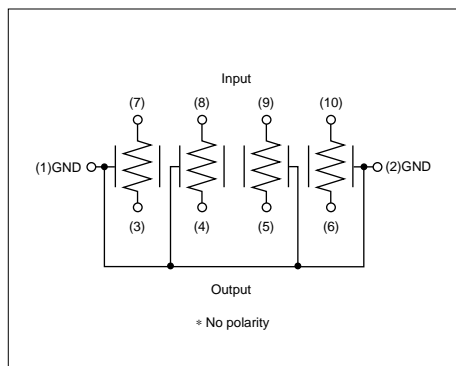 Input
(7) (8) (9) (10)
(1)GND (2)GND
(3) (4) (5) (6)
Output
* No polarity